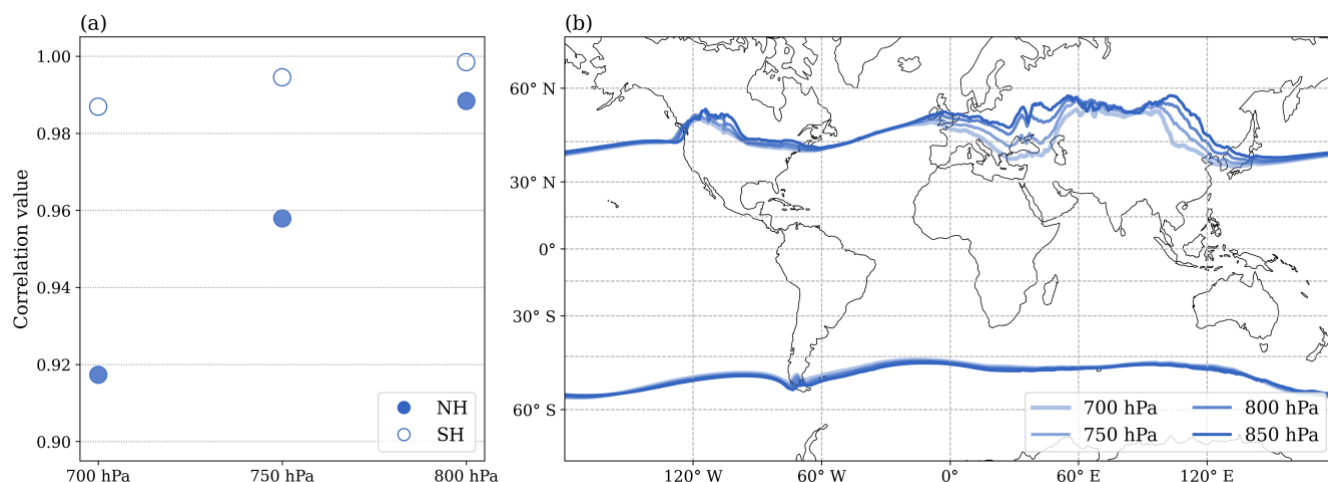 (a)
Correlation value
1.00
0.98
0.96
0.94
0.92
0.90
700 hPa
750 hPa
800 hPa
NH
SH
(b)
60° N
30° N
0°
30° S
60° S
120° W
60° W
0°
60° E
120° E
700 hPa
750 hPa
800 hPa
850 hPa